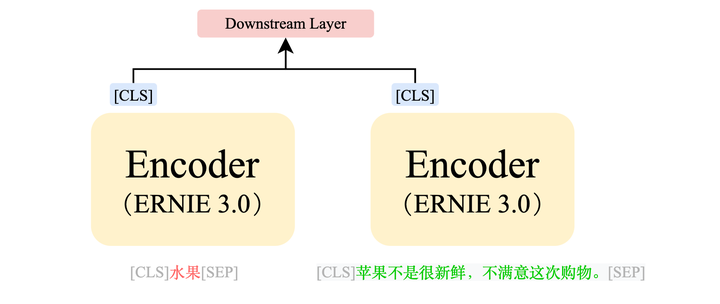 Downstream Layer
[CLS] [CLS]
Encoder Encoder
（ERNIE 3.0） （ERNIE 3.0）
[CLS]水果[SEP] [CLS]苹果不是很新鲜，不满意这次购物。[SEP]